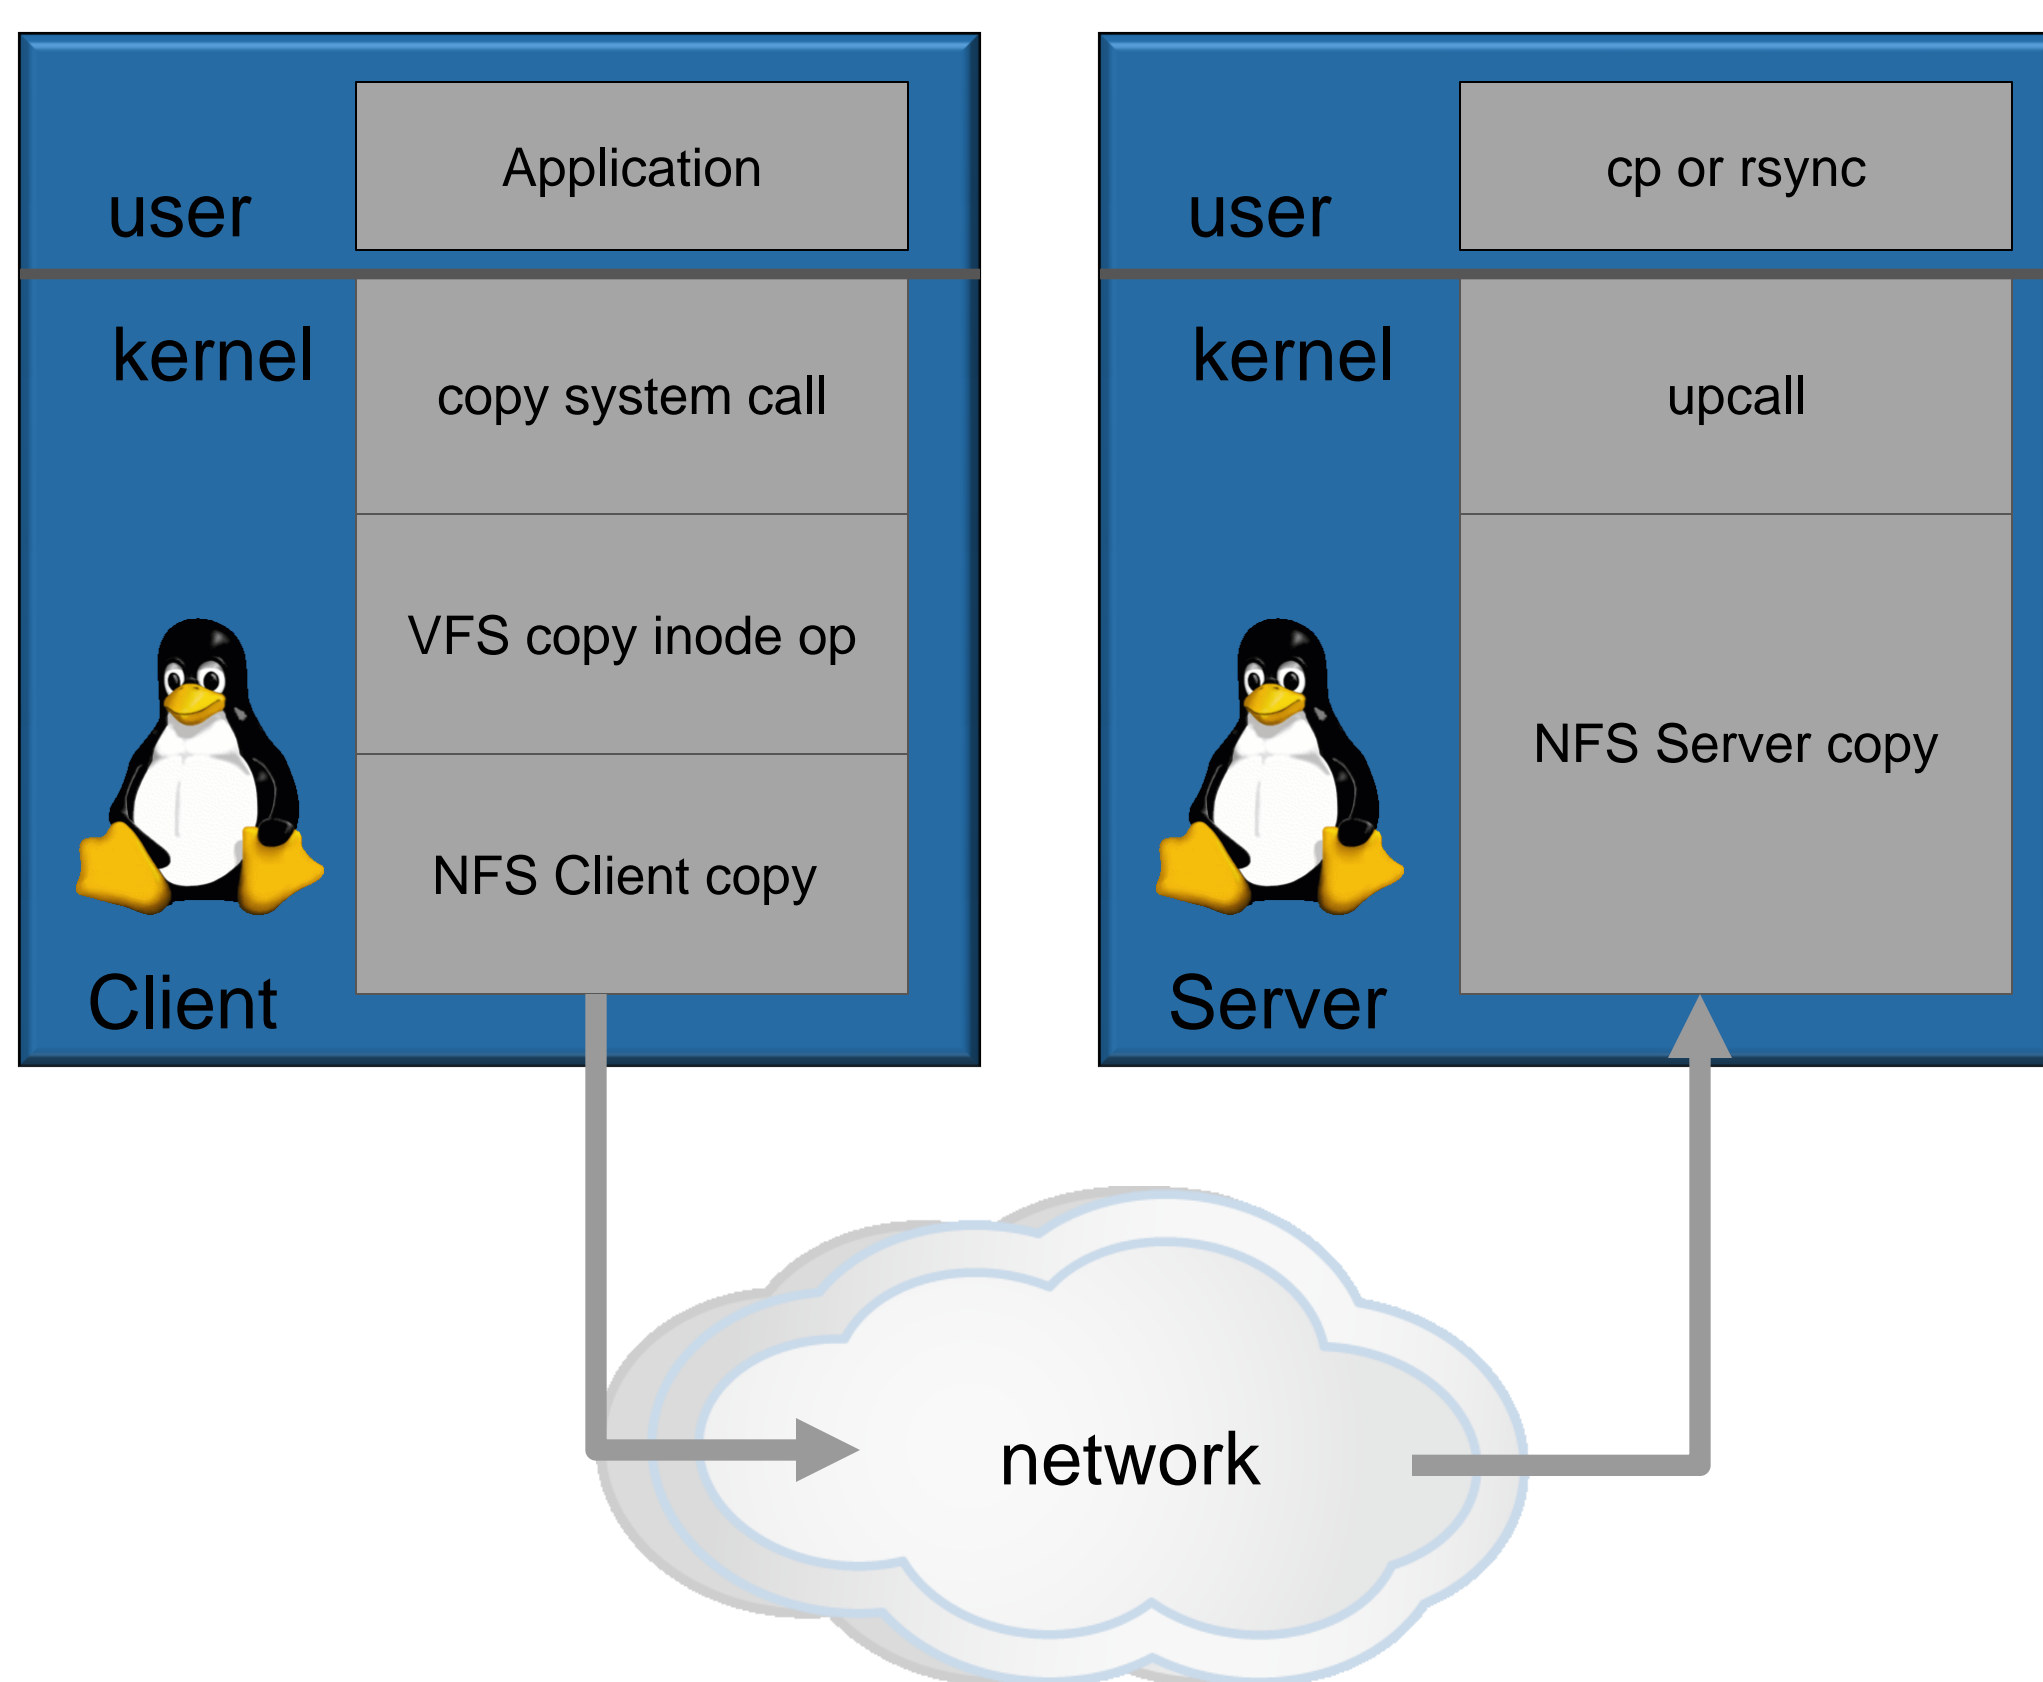 user
Application
kernel
copy system call
VFS copy inode op
NFS Client copy
Client
user
cp or rsync
kernel
upcall
NFS Server copy
Server
network